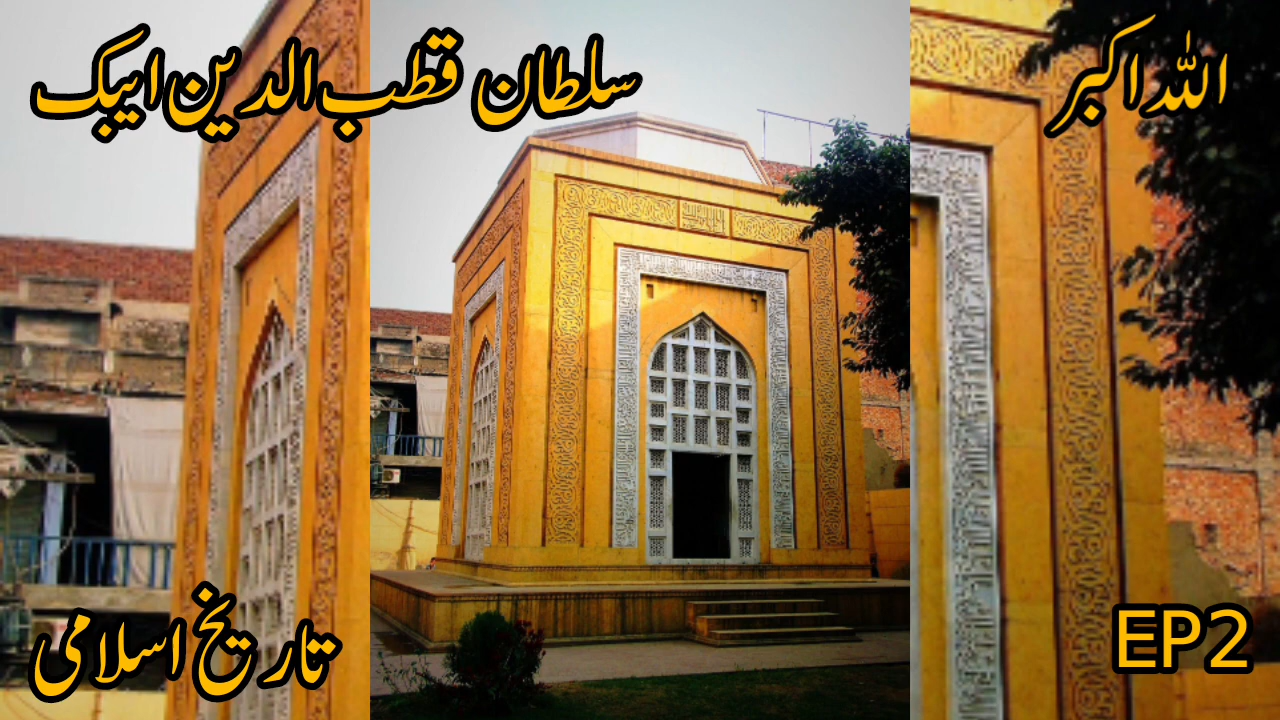 سلطان قطب الدین ایبک
اللہ اکبر
تاریخ اسلامی
EP2